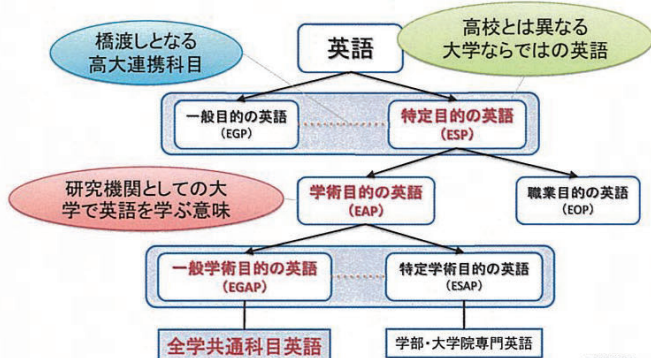 英語
橋渡しとなる
高大連携科目
高校とは異なる
大学ならではの英語
一般目的の英語
(EGP)
特定目的の英語
(ESP)
研究機関としての大
学で英語を学ぶ意味
学術目的の英語
(EAP)
職業目的の英語
(EOP)
一般学術目的の英語
(EGAP)
特定学術目的の英語
(ESAP)
全学共通科目英語
学部・大学院専門英語